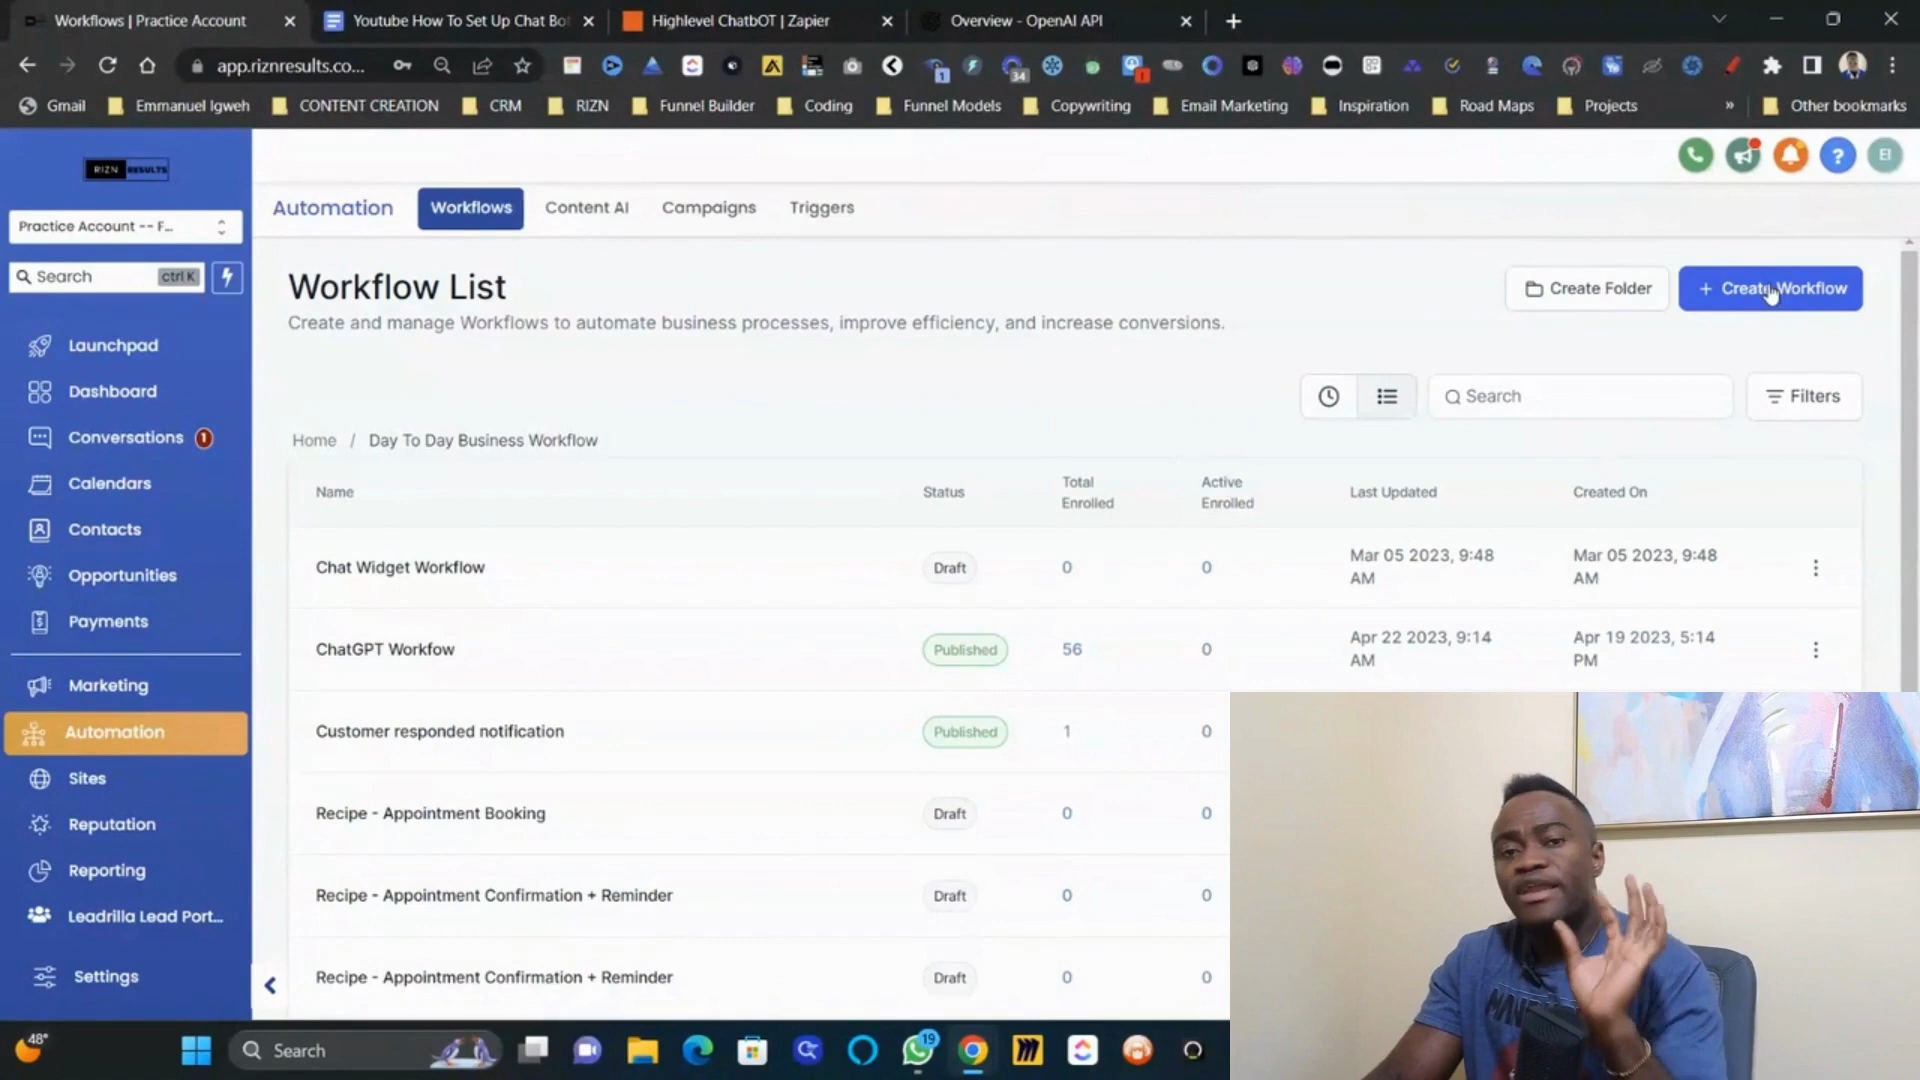 Workflows | Practice Account
Youtube How To Set Up Chat Bot
Highlevel ChatbOT | Zapier
Overview - OpenAI API
app.riznresults.co...
1
34
Gmail
Emmanuel Igweh
CONTENT CREATION
CRM
RIZN
Funnel Builder
Coding
Funnel Models
Copywriting
Email Marketing
Inspiration
Road Maps
Projects
»
Other bookmarks
RIZN RESULTS
EI
Practice Account -- F...
Search
ctrl K
Launchpad
Dashboard
Conversations 1
Calendars
Contacts
Opportunities
Payments
Marketing
Automation
Sites
Reputation
Reporting
Leadrilla Lead Port...
Settings
Automation
Workflows
Content AI
Campaigns
Triggers
Workflow List
Create and manage Workflows to automate business processes, improve efficiency, and increase conversions.
Create Folder
+ Create Workflow
Search
Filters
Home / Day To Day Business Workflow
Name
Status
Total Enrolled
Active Enrolled
Last Updated
Created On
Chat Widget Workflow
Draft
0
0
Mar 05 2023, 9:48 AM
Mar 05 2023, 9:48 AM
ChatGPT Workfow
Published
56
0
Apr 22 2023, 9:14 AM
Apr 19 2023, 5:14 PM
Customer responded notification
Published
1
0
Recipe - Appointment Booking
Draft
0
0
Recipe - Appointment Confirmation + Reminder
Draft
0
0
Recipe - Appointment Confirmation + Reminder
Draft
0
0
48°
Search
19